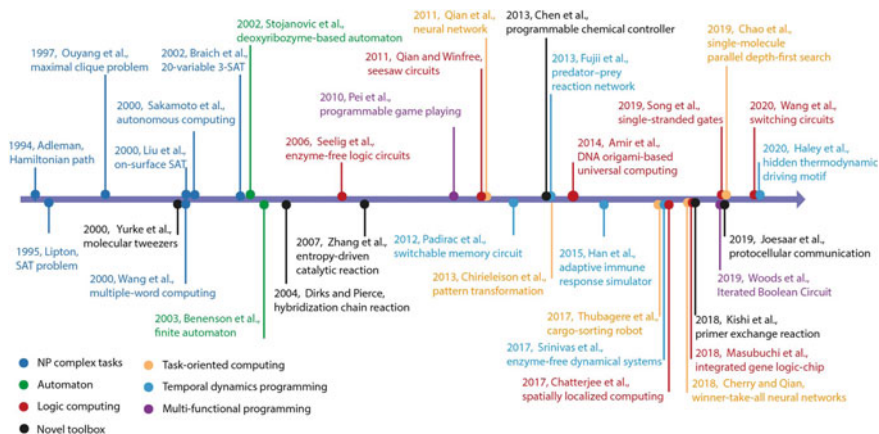 2002, Stojanovic et al.,
deoxyribozyme-based automaton
2011, Qian et al.,
neural network
2013, Chen et al.,
programmable chemical controller
2019, Chao et al.,
single-molecule
parallel depth-first search
1997, Ouyang et al.,
maximal clique problem
2002, Braich et al.,
20-variable 3-SAT
2011, Qian and Winfree,
seesaw circuits
2013, Fujii et al.,
predator–prey
reaction network
2000, Sakamoto et al.,
autonomous computing
2010, Pei et al.,
programmable game playing
2019, Song et al.,
single-stranded gates
2020, Wang et al.,
switching circuits
1994, Adleman,
Hamiltonian path
2000, Liu et al.,
on-surface SAT
2006, Seelig et al.,
enzyme-free logic circuits
2014, Amir et al.,
DNA origami-based
universal computing
2020, Haley et al.,
hidden thermodynamic
driving motif
1995, Lipton,
SAT problem
2000, Yurke et al.,
molecular tweezers
2000, Wang et al.,
multiple-word computing
2003, Benenson et al.,
finite automaton
2007, Zhang et al.,
entropy-driven
catalytic reaction
2004, Dirks and Pierce,
hybridization chain reaction
2012, Padirac et al.,
switchable memory circuit
2013, Chirieleison et al.,
pattern transformation
2015, Han et al.,
adaptive immune
response simulator
2017, Thubagere et al.,
cargo-sorting robot
2017, Srinivas et al.,
enzyme-free dynamical systems
2017, Chatterjee et al.,
spatially localized computing
2019, Joesaar et al.,
protocellular communication
2019, Woods et al.,
Iterated Boolean Circuit
2018, Kishi et al.,
primer exchange reaction
2018, Masubuchi et al.,
integrated gene logic-chip
2018, Cherry and Qian,
winner-take-all neural networks
NP complex tasks
Automaton
Logic computing
Novel toolbox
Task-oriented computing
Temporal dynamics programming
Multi-functional programming